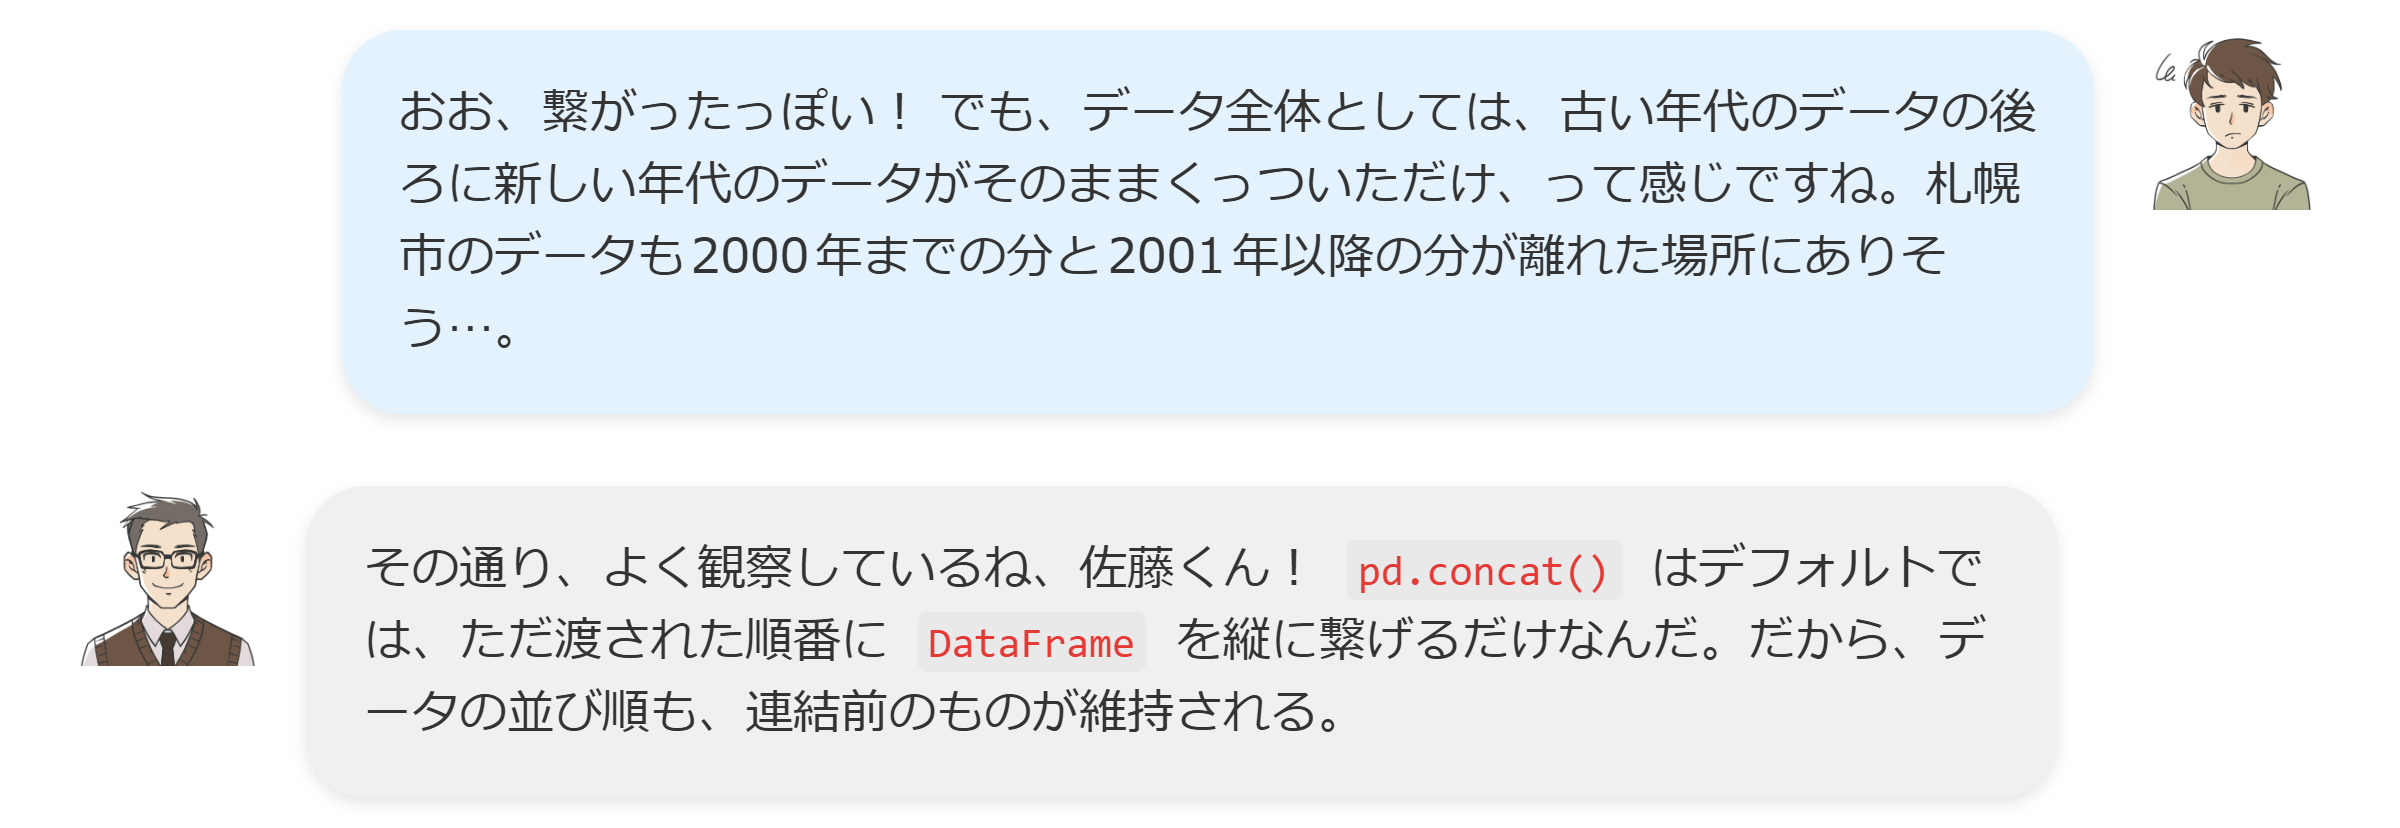 おお、繋がったっぽい！ でも、データ全体としては、古い年代のデータの後
ろに新しい年代のデータがそのままくっついただけ、って感じですね。札幌
市のデータも2000年までの分と2001年以降の分が離れた場所にありそ
う…。
その通り、よく観察しているね、佐藤くん！ pd.concat() はデフォルトで
は、ただ渡された順番に DataFrame を縦に繋げるだけなんだ。だから、デ
ータの並び順も、連結前のものが維持される。